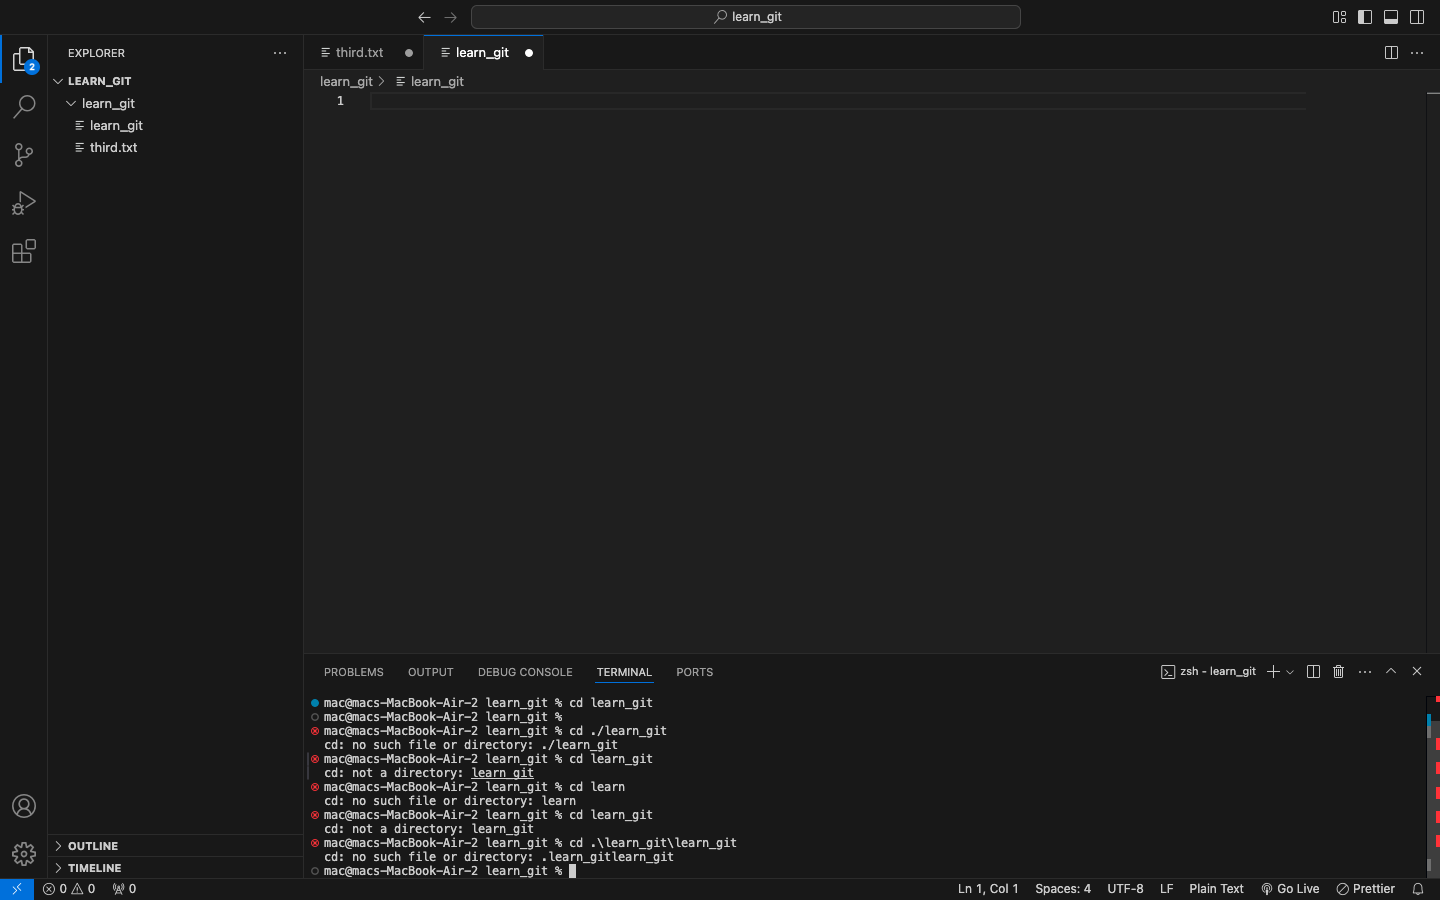 learn_git
EXPLORER
LEARN_GIT
learn_git
learn_git
third.txt
OUTLINE
TIMELINE
2
third.txt
learn_git
learn_git > learn_git
1
PROBLEMS OUTPUT DEBUG CONSOLE TERMINAL PORTS
zsh - learn_git
mac@macs-MacBook-Air-2 learn_git % cd learn_git
mac@macs-MacBook-Air-2 learn_git %
mac@macs-MacBook-Air-2 learn_git % cd ./learn_git
cd: no such file or directory: ./learn_git
mac@macs-MacBook-Air-2 learn_git % cd learn_git
cd: not a directory: learn_git
mac@macs-MacBook-Air-2 learn_git % cd learn
cd: no such file or directory: learn
mac@macs-MacBook-Air-2 learn_git % cd learn_git
cd: not a directory: learn_git
mac@macs-MacBook-Air-2 learn_git % cd .\learn_git\learn_git
cd: no such file or directory: .learn_gitlearn_git
mac@macs-MacBook-Air-2 learn_git %
0 0 0
Ln 1, Col 1 Spaces: 4 UTF-8 LF Plain Text Go Live Prettier